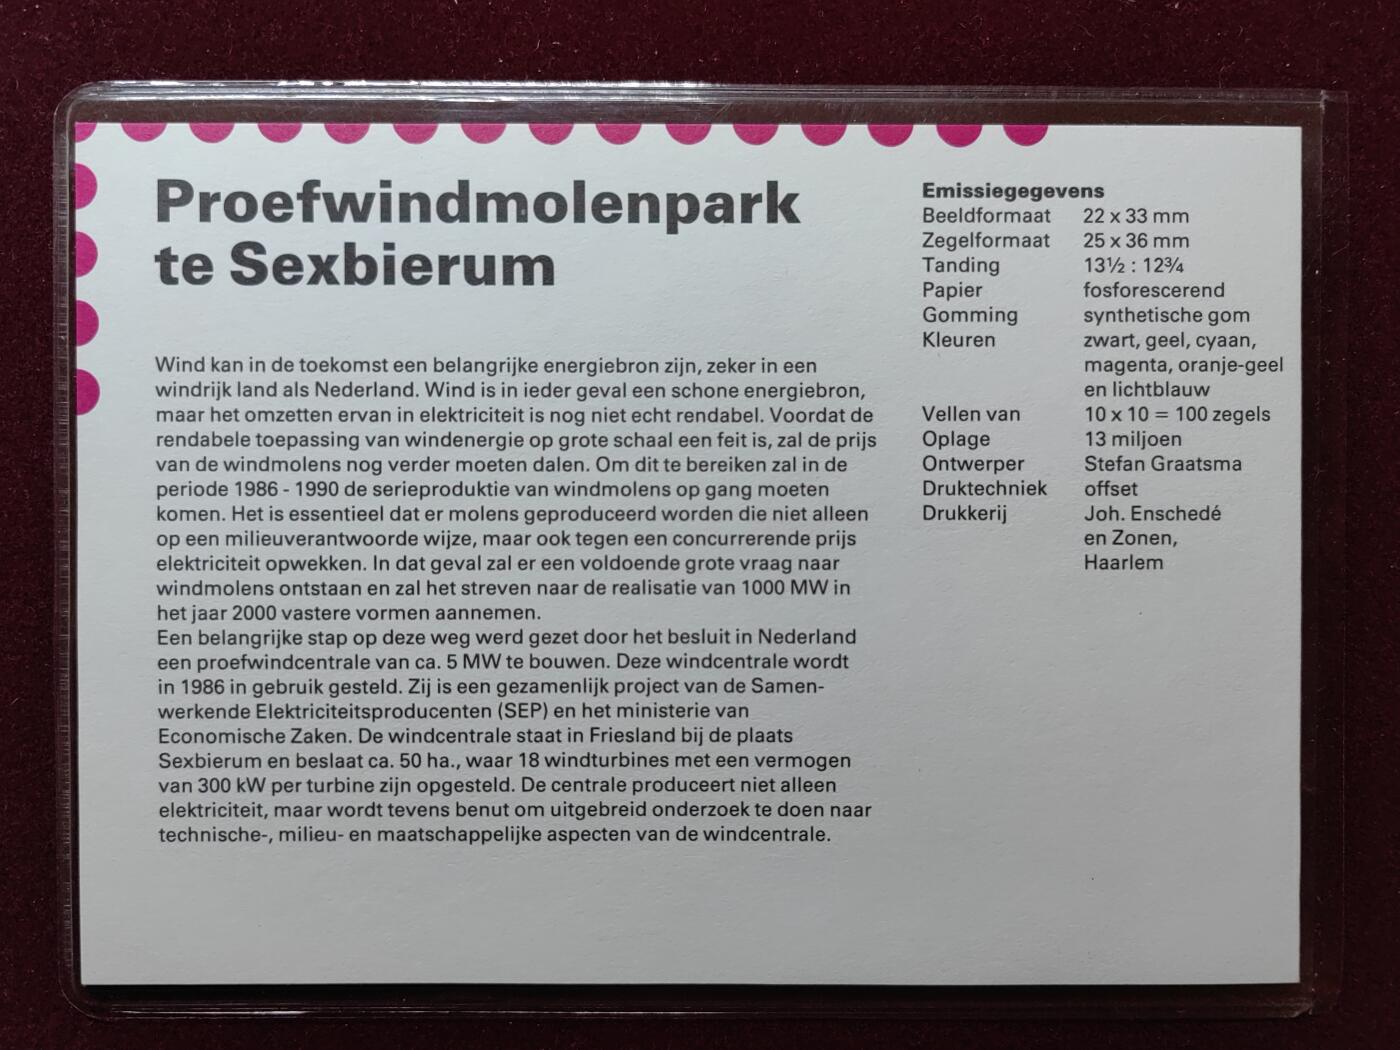 Proefwindmolenpark
te Sexbierum
Wind kan in de toekomst een belangrijke energiebron zijn, zeker in een
windrijk land als Nederland. Wind is in ieder geval een schone energiebron,
maar het omzetten ervan in elektriciteit is nog niet echt rendabel. Voordat de
rendabele toepassing van windenergie op grote schaal een feit is, zal de prijs
van de windmolens nog verder moeten dalen. Om dit te bereiken zal in de
periode 1986 - 1990 de serieproduktie van windmolens op gang moeten
komen. Het is essentieel dat er molens geproduceerd worden die niet alleen
op een milieuverantwoorde wijze, maar ook tegen een concurrerende prijs
elektriciteit opwekken. In dat geval zal er een voldoende grote vraag naar
windmolens ontstaan en zal het streven naar de realisatie van 1000 MW in
het jaar 2000 vastere vormen aannemen.
Een belangrijke stap op deze weg werd gezet door het besluit in Nederland
een proefwindcentrale van ca. 5 MW te bouwen. Deze windcentrale wordt
in 1986 in gebruik gesteld. Zij is een gezamenlijk project van de Samen-
werkende Elektriciteitsproducenten (SEP) en het ministerie van
Economische Zaken. De windcentrale staat in Friesland bij de plaats
Sexbierum en beslaat ca. 50 ha., waar 18 windturbines met een vermogen
van 300 kW per turbine zijn opgesteld. De centrale produceert niet alleen
elektriciteit, maar wordt tevens benut om uitgebreid onderzoek te doen naar
technische-, milieu- en maatschappelijke aspecten van de windcentrale.
Emissiegegevens
Beeldformaat 22 x 33 mm
Zegelformaat 25 x 36 mm
Tanding 13½ : 12¾
Papier fosforescerend
Gomming synthetische gom
Kleuren zwart, geel, cyaan,
magenta, oranje-geel
en lichtblauw
Vellen van 10 x 10 = 100 zegels
Oplage 13 miljoen
Ontwerper Stefan Graatsma
Druktechniek offset
Drukkerij Joh. Enschedé
en Zonen,
Haarlem